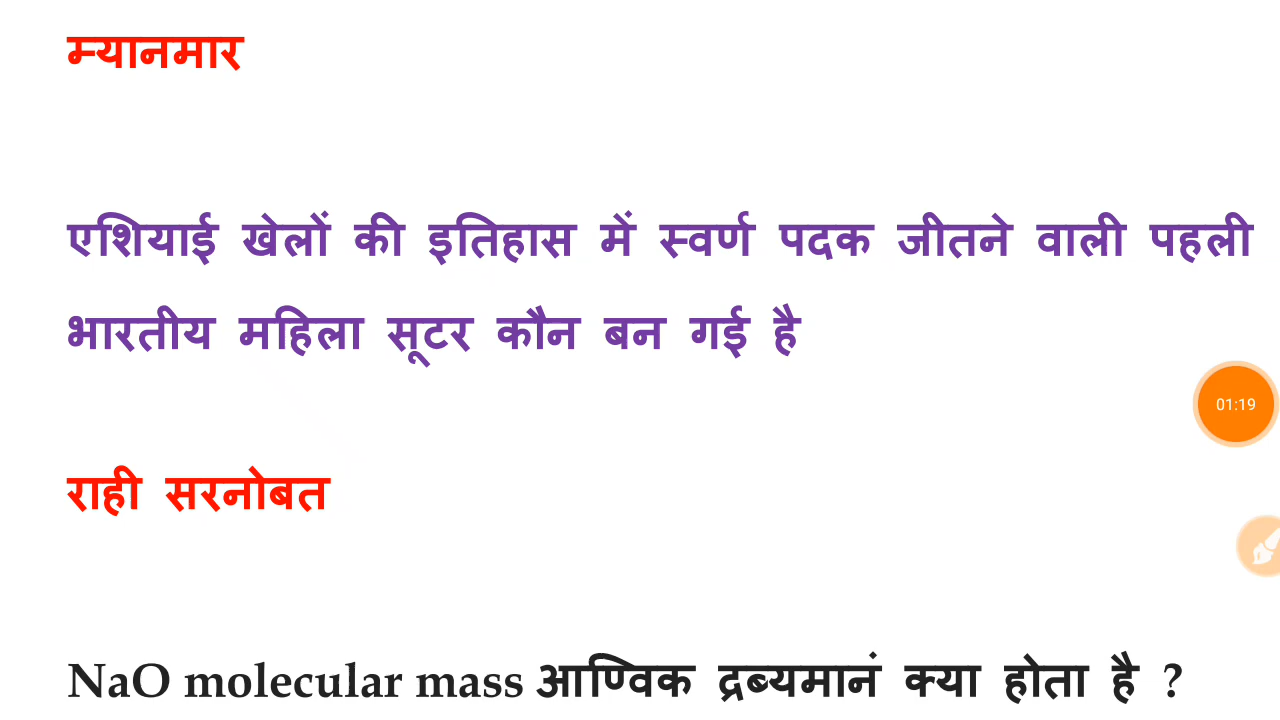 म्यानमार
एशियाई खेलों की इतिहास में स्वर्ण पदक जीतने वाली पहली
भारतीय महिला सूटर कौन बन गई है
01:19
राही सरनोबत
NaO molecular mass आण्विक द्रब्यमानं क्या होता है ?